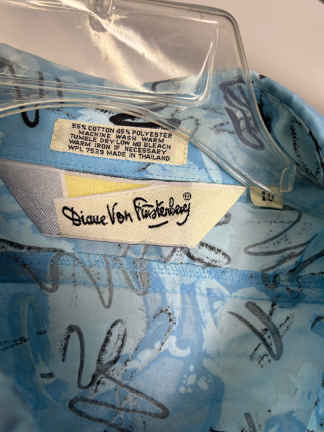 55% COTTON 45% POLYESTER
MACHINE WASH WARM
TUMBLE DRY LOW NO BLEACH
WARM IRON IF NECESSARY
WPL 7539 MADE IN THAILAND
Diane Von Furstenberg
10